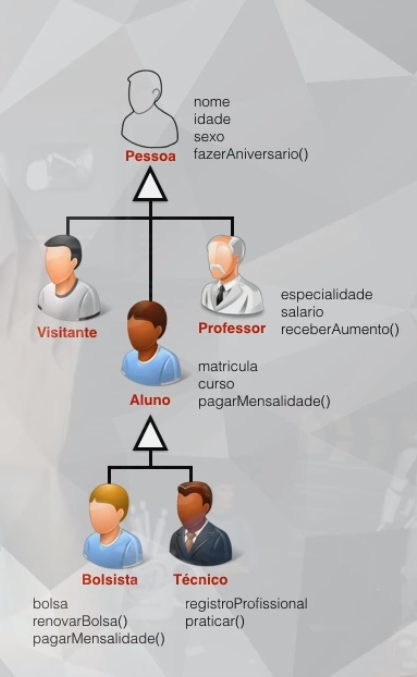 nome
idade
sexo
fazerAniversario()
Pessoa
Visitante
Professor
especialidade
salario
receberAumento()
Aluno
matricula
curso
pagarMensalidade()
Bolsista
Técnico
bolsa
renovarBolsa()
pagarMensalidade()
registroProfissional
praticar()